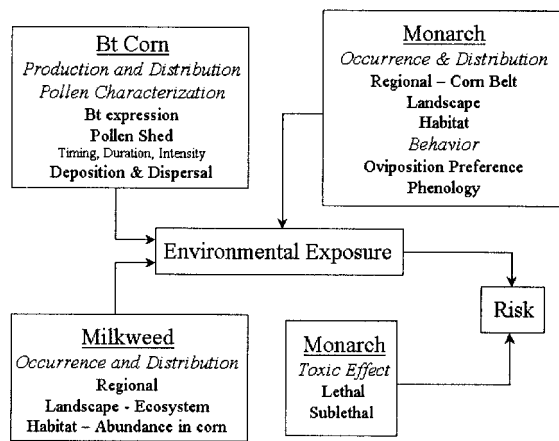 Bt Corn
Production and Distribution
Pollen Characterization
Bt expression
Pollen Shed
Timing, Duration, Intensity
Deposition & Dispersal
Monarch
Occurrence & Distribution
Regional – Corn Belt
Landscape
Habitat
Behavior
Oviposition Preference
Phenology
Environmental Exposure
Risk
Milkweed
Occurrence and Distribution
Regional
Landscape - Ecosystem
Habitat – Abundance in corn
Monarch
Toxic Effect
Lethal
Sublethal